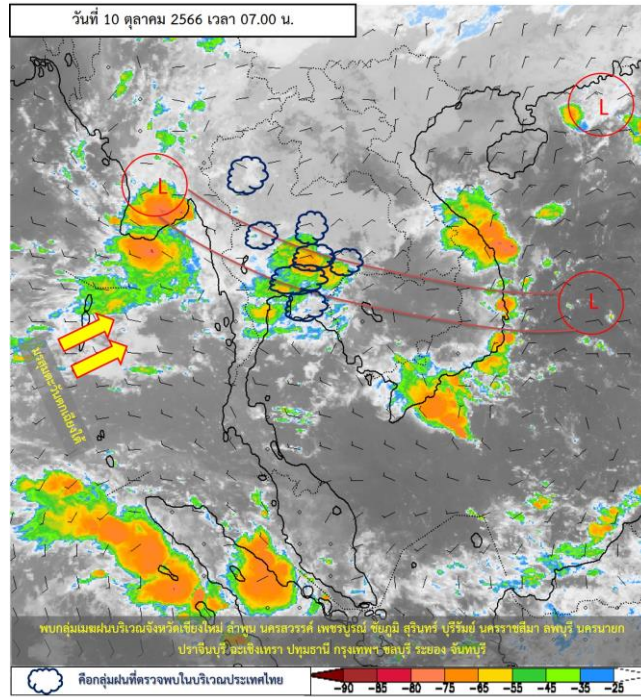 วันที่ 10 ตุลาคม 2566 เวลา 07.00 น.
L
L
L
มรสุมตะวันตกเฉียงใต้
พบกลุ่มเมฆฝนบริเวณจังหวัดเชียงใหม่ ลำพูน นครสวรรค์ เพชรบูรณ์ ชัยภูมิ สุรินทร์ บุรีรัมย์ นครราชสีมา ลพบุรี นครนายก
ปราจีนบุรี ฉะเชิงเทรา ปทุมธานี กรุงเทพฯ ชลบุรี ระยอง จันทบุรี
คือกลุ่มฝนที่ตรวจพบในบริเวณประเทศไทย
-90 -85 -80 -75 -65 -55 -45 -35 -25